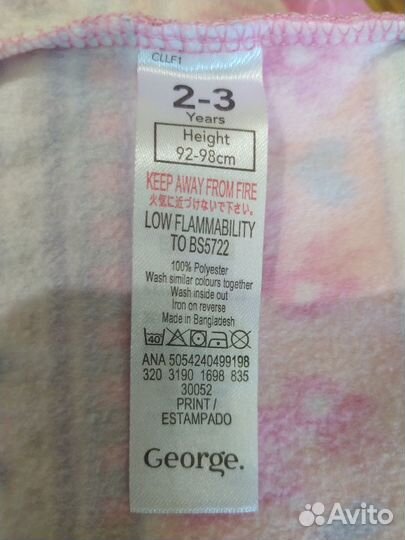 CLLF1
2-3
Years
Height
92-98cm
KEEP AWAY FROM FIRE
火気に近づけないで下さい。
LOW FLAMMABILITY
TO BS5722
100% Polyester
Wash similar colours together
Wash inside out
Iron on reverse
Made in Bangladesh
40
ANA 5054240499198
320 3190 1698 835
30052
PRINT /
ESTAMPADO
George.
Avito